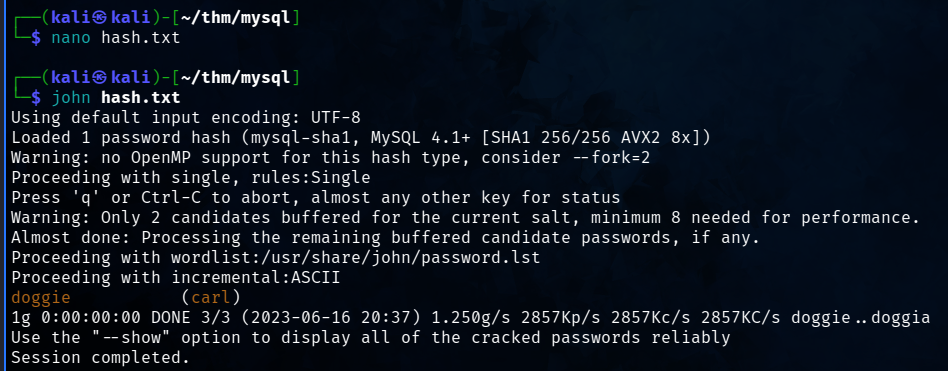 ┌──(kali㉿kali)-[~/thm/mysql]
└─$ nano hash.txt

┌──(kali㉿kali)-[~/thm/mysql]
└─$ john hash.txt
Using default input encoding: UTF-8
Loaded 1 password hash (mysql-sha1, MySQL 4.1+ [SHA1 256/256 AVX2 8x])
Warning: no OpenMP support for this hash type, consider --fork=2
Proceeding with single, rules:Single
Press 'q' or Ctrl-C to abort, almost any other key for status
Warning: Only 2 candidates buffered for the current salt, minimum 8 needed for performance.
Almost done: Processing the remaining buffered candidate passwords, if any.
Proceeding with wordlist:/usr/share/john/password.lst
Proceeding with incremental:ASCII
doggie           (carl)
1g 0:00:00:00 DONE 3/3 (2023-06-16 20:37) 1.250g/s 2857Kp/s 2857Kc/s 2857KC/s doggie..doggia
Use the "--show" option to display all of the cracked passwords reliably
Session completed.